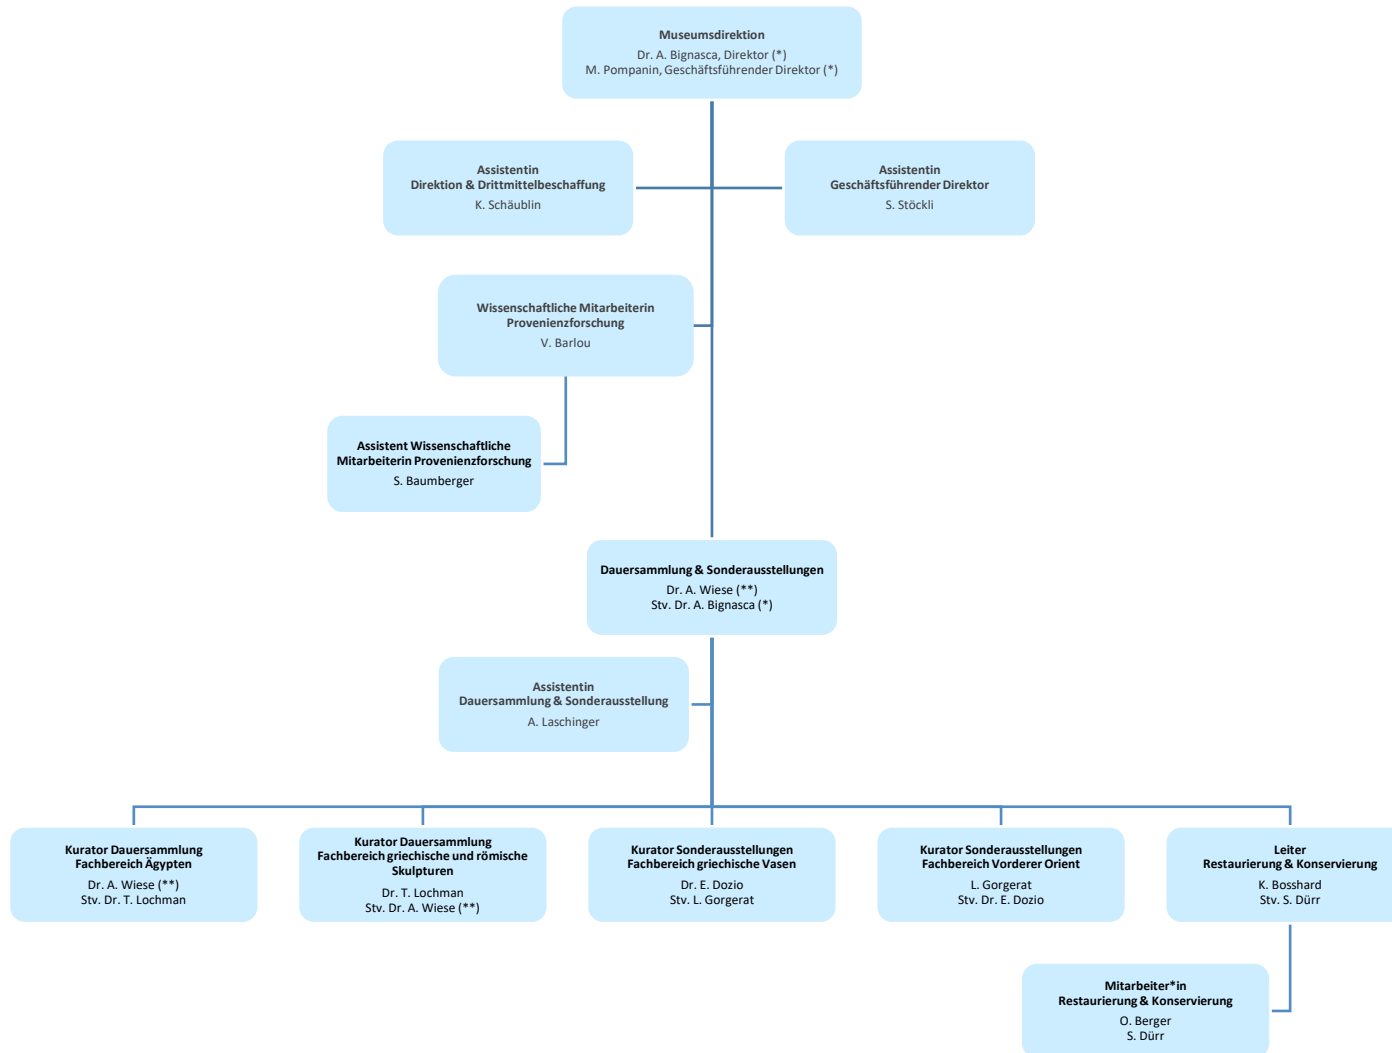 Museumsdirektion
Dr. A. Bignasca, Direktor (*)
M. Pompanin, Geschäftsführender Direktor (*)
Assistentin
Direktion & Drittmittelbeschaffung
K. Schäublin
Assistentin
Geschäftsführender Direktor
S. Stöckli
Wissenschaftliche Mitarbeiterin
Provenienzforschung
V. Barlou
Assistent Wissenschaftliche
Mitarbeiterin Provenienzforschung
S. Baumberger
Dauersammlung & Sonderausstellungen
Dr. A. Wiese (**)
Stv. Dr. A. Bignasca (*)
Assistentin
Dauersammlung & Sonderausstellung
A. Laschinger
Kurator Dauersammlung
Fachbereich Ägypten
Dr. A. Wiese (**)
Stv. Dr. T. Lochman
Kurator Dauersammlung
Fachbereich griechische und römische
Skulpturen
Dr. T. Lochman
Stv. Dr. A. Wiese (**)
Kurator Sonderausstellungen
Fachbereich griechische Vasen
Dr. E. Dozio
Stv. L. Gorgerat
Kurator Sonderausstellungen
Fachbereich Vorderer Orient
L. Gorgerat
Stv. Dr. E. Dozio
Leiter
Restaurierung & Konservierung
K. Bosshard
Stv. S. Dürr
Mitarbeiter*in
Restaurierung & Konservierung
O. Berger
S. Dürr